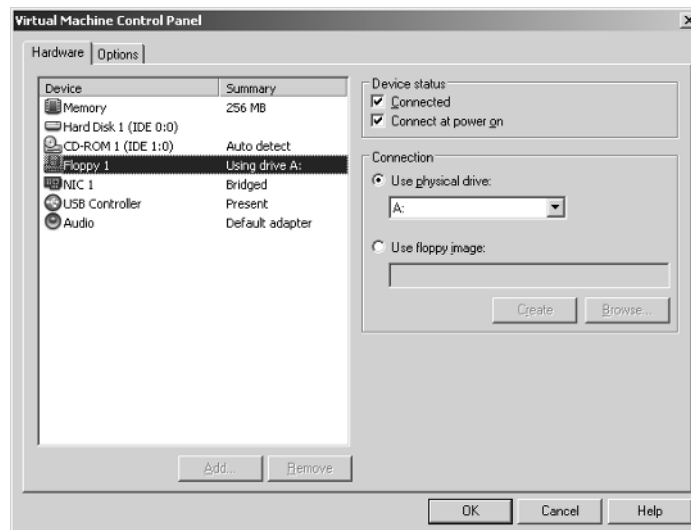 Virtual Machine Control Panel
Hardware Options
Device Summary
Memory 256 MB
Hard Disk 1 (IDE 0:0)
CD-ROM 1 (IDE 1:0) Auto detect
Floppy 1 Using drive A:
NIC 1 Bridged
USB Controller Present
Audio Default adapter
Add... Remove
Device status
Connected
Connect at power on
Connection
Use physical drive:
A:
Use floppy image:
Create Browse...
OK Cancel Help